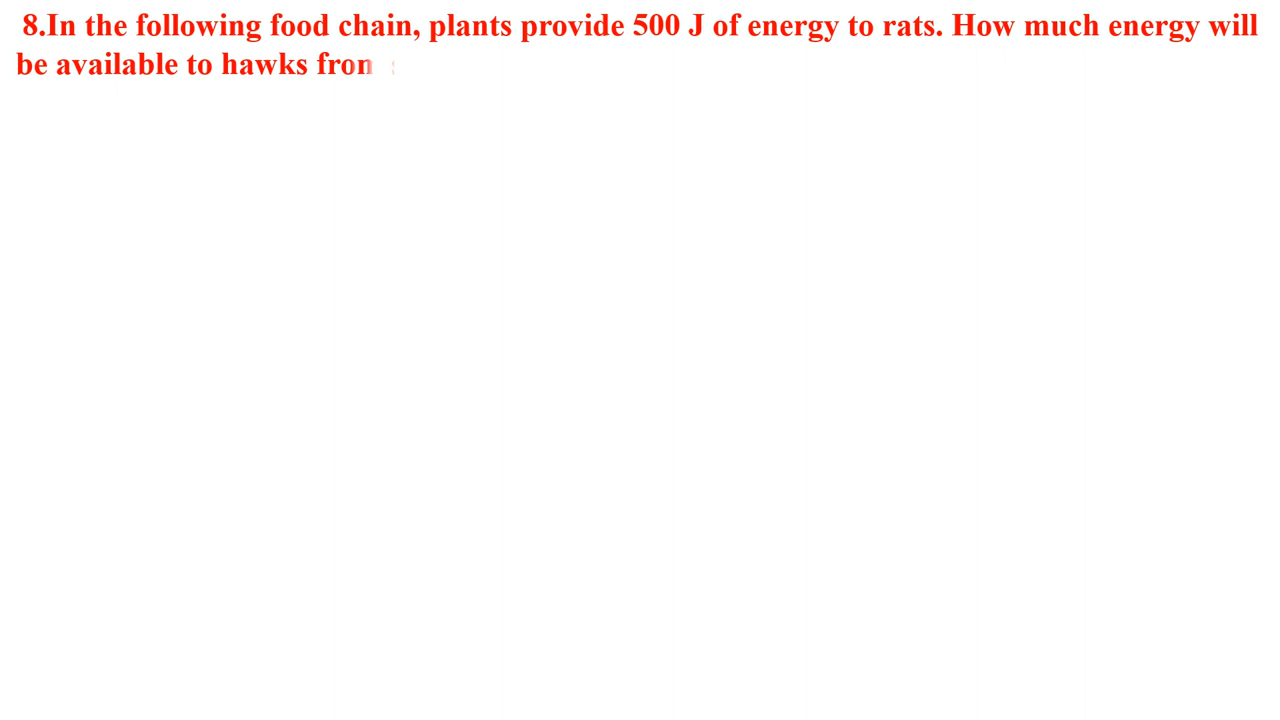 8.In the following food chain, plants provide 500 J of energy to rats. How much energy will
be available to hawks